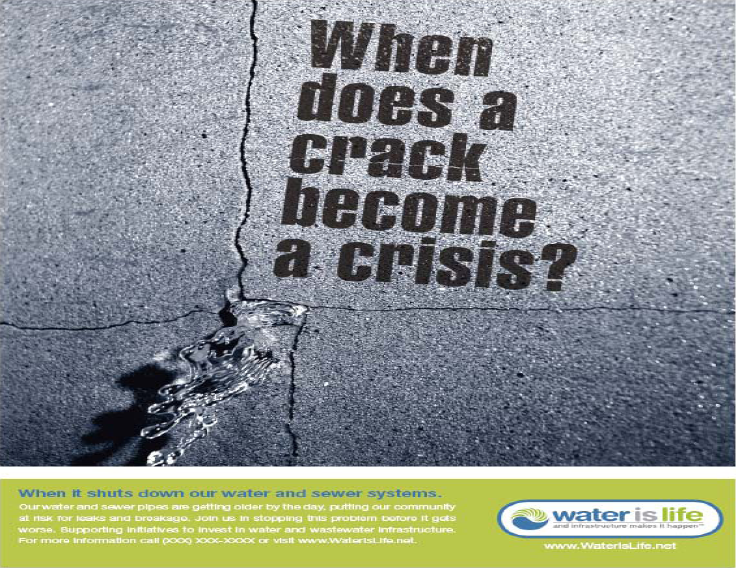 When
does a
crack
become
a crisis?
When it shuts down our water and sewer systems.
Our water and sewer pipes are getting older by the day, putting our community
at risk for leaks and breakage. Join us in stopping this problem before it gets
worse. Supporting initiatives to invest in water and wastewater infrastructure.
For more information call (XXX) XXX-XXXX or visit www.WaterIsLife.net.
water is life
and infrastructure makes it happen™
www.WaterIsLife.net